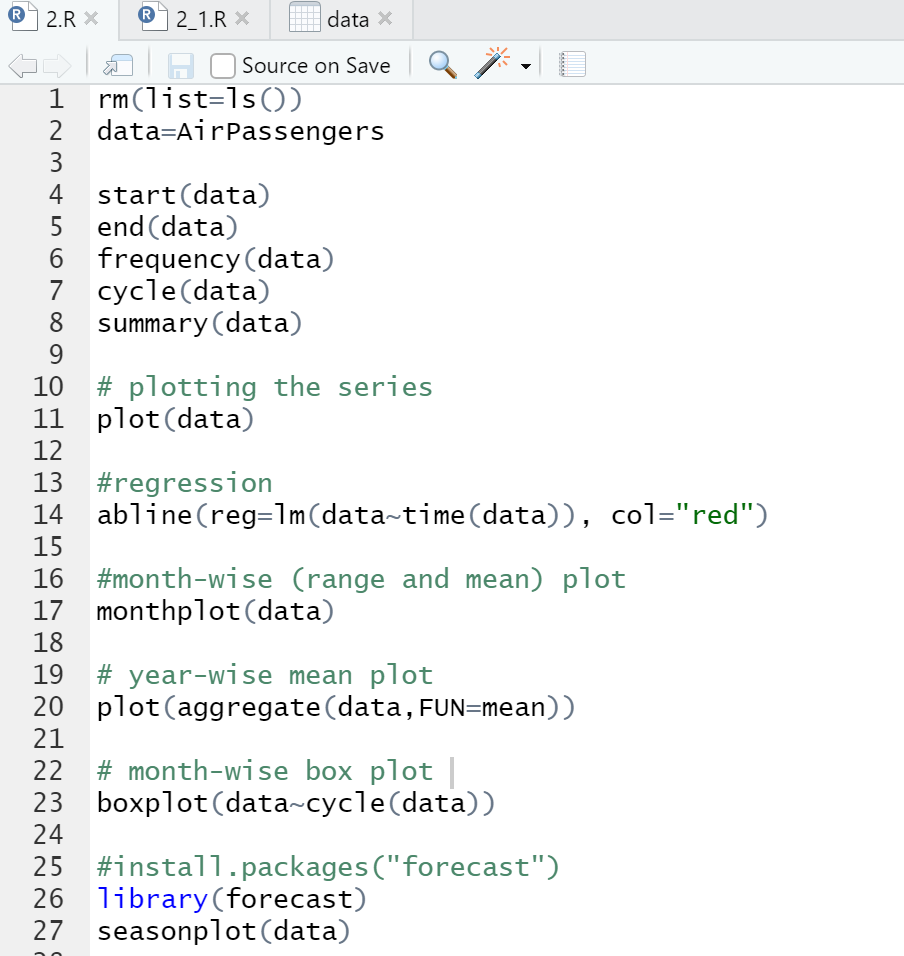 2.R 2_1.R data
Source on Save
1 rm(list=ls())
2 data=AirPassengers
3
4 start(data)
5 end(data)
6 frequency(data)
7 cycle(data)
8 summary(data)
9
10 # plotting the series
11 plot(data)
12
13 #regression
14 abline(reg=lm(data~time(data)), col="red")
15
16 #month-wise (range and mean) plot
17 monthplot(data)
18
19 # year-wise mean plot
20 plot(aggregate(data,FUN=mean))
21
22 # month-wise box plot
23 boxplot(data~cycle(data))
24
25 #install.packages("forecast")
26 library(forecast)
27 seasonplot(data)